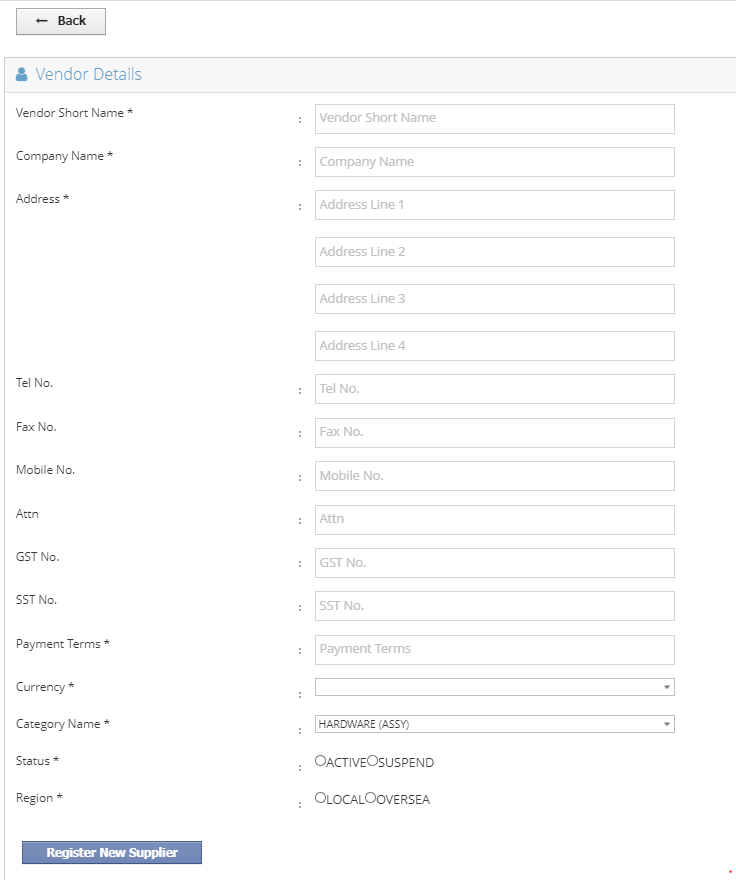 ← Back
Vendor Details
Vendor Short Name * : Vendor Short Name
Company Name * : Company Name
Address * : Address Line 1
Address Line 2
Address Line 3
Address Line 4
Tel No. : Tel No.
Fax No. : Fax No.
Mobile No. : Mobile No.
Attn : Attn
GST No. : GST No.
SST No. : SST No.
Payment Terms * : Payment Terms
Currency * :
Category Name * : HARDWARE (ASSY)
Status * : ACTIVE SUSPEND
Region * : LOCAL OVERSEA
Register New Supplier